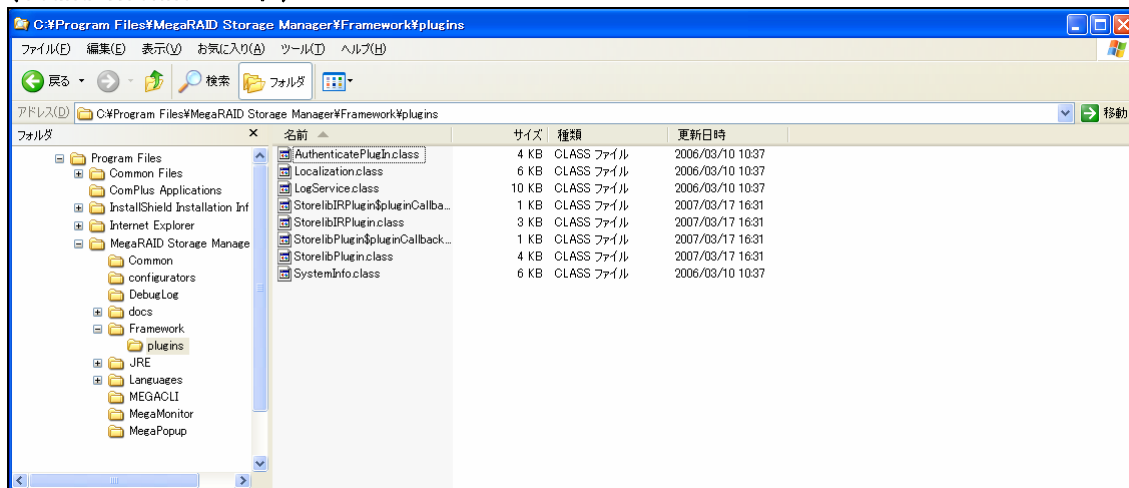 C:¥Program Files¥MegaRAID Storage Manager¥Framework¥plugins
ファイル(F) 編集(E) 表示(V) お気に入り(A) ツール(T) ヘルプ(H)
戻る 検索 フォルダ
アドレス(D) C:¥Program Files¥MegaRAID Storage Manager¥Framework¥plugins 移動
フォルダ × 名前 サイズ 種類 更新日時
Program Files
Common Files
ComPlus Applications
InstallShield Installation Inf
Internet Explorer
MegaRAID Storage Manage
Common
configurators
DebugLog
docs
Framework
plugins
JRE
Languages
MEGACLI
MegaMonitor
MegaPopup
AuthenticatePlugIn.class 4 KB CLASS ファイル 2006/03/10 10:37
Localization.class 6 KB CLASS ファイル 2006/03/10 10:37
LogService.class 10 KB CLASS ファイル 2006/03/10 10:37
StorelibIRPlugin$pluginCallba... 1 KB CLASS ファイル 2007/03/17 16:31
StorelibIRPlugin.class 3 KB CLASS ファイル 2007/03/17 16:31
StorelibPlugin$pluginCallback... 1 KB CLASS ファイル 2007/03/17 16:31
StorelibPlugin.class 4 KB CLASS ファイル 2007/03/17 16:31
SystemInfo.class 6 KB CLASS ファイル 2006/03/10 10:37